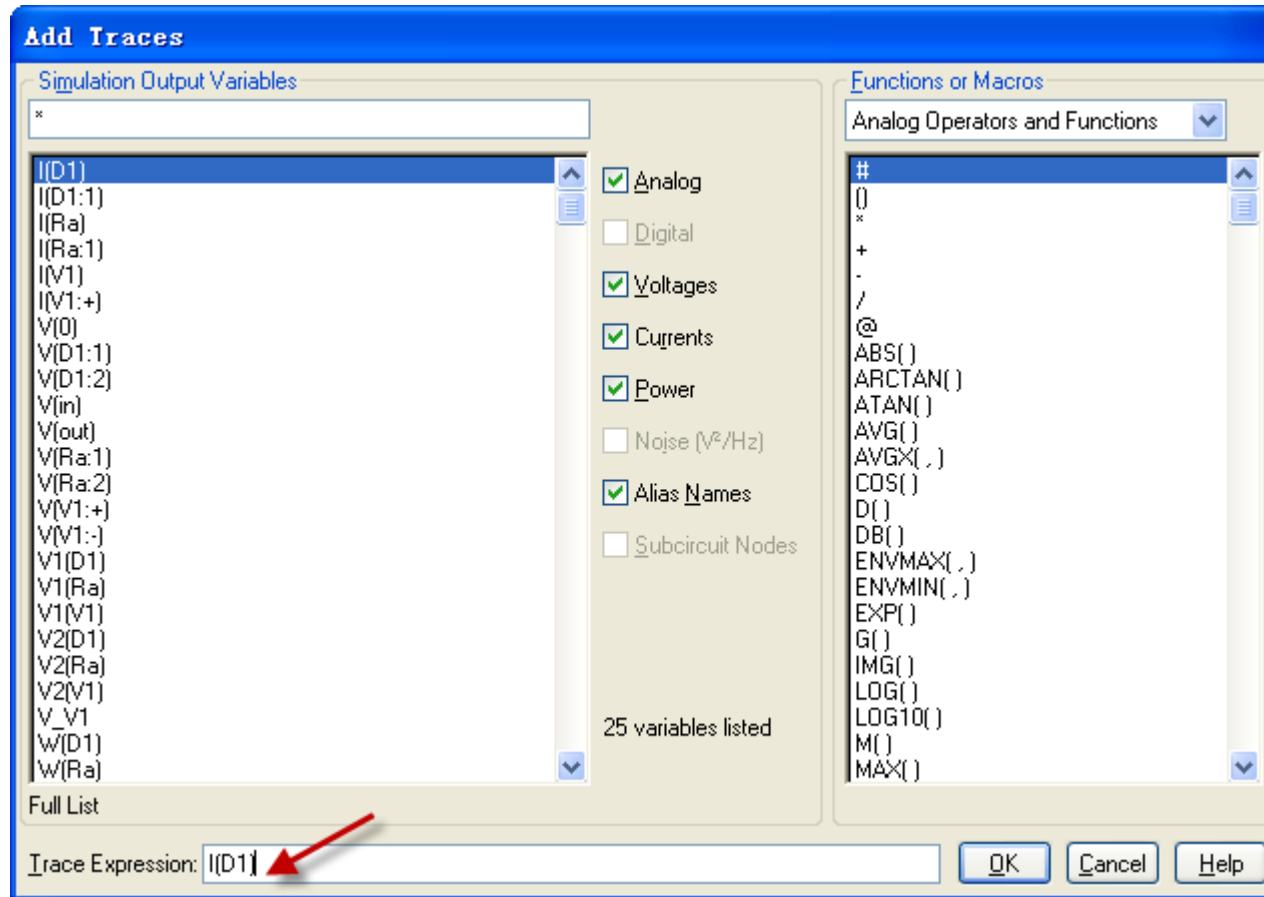 Add Traces
Simulation Output Variables
*
I(D1)
I(D1:1)
I(Ra)
I(Ra:1)
I(V1)
I(V1:+)
V(0)
V(D1:1)
V(D1:2)
V(in)
V(out)
V(Ra:1)
V(Ra:2)
V(V1:+)
V(V1:-)
V1(D1)
V1(Ra)
V1(V1)
V2(D1)
V2(Ra)
V2(V1)
V_V1
W(D1)
W(Ra)
Full List
Analog
Digital
Voltages
Currents
Power
Noise (V²/Hz)
Alias Names
Subcircuit Nodes
25 variables listed
Functions or Macros
Analog Operators and Functions
#
()
*
+
-
/
@
ABS( )
ARCTAN( )
ATAN( )
AVG( )
AVGX( , )
COS( )
D( )
DB( )
ENVMAX( , )
ENVMIN( , )
EXP( )
G( )
IMG( )
LOG( )
LOG10( )
M( )
MAX( )
Trace Expression: I(D1)
OK
Cancel
Help